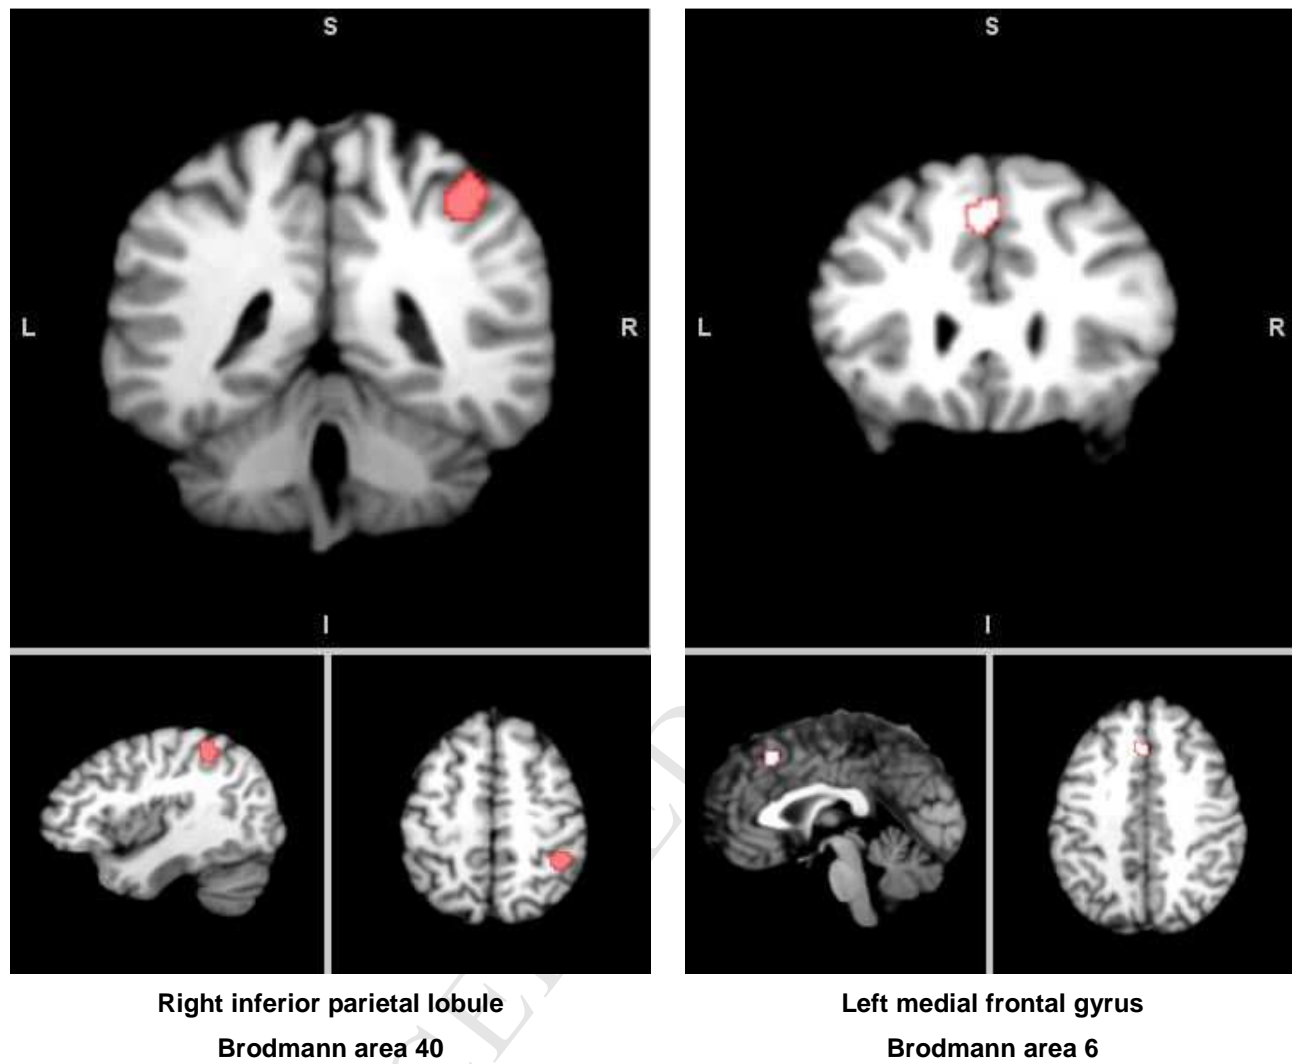 S
L
R
I
S
L
R
I
Right inferior parietal lobule
Brodmann area 40
Left medial frontal gyrus
Brodmann area 6